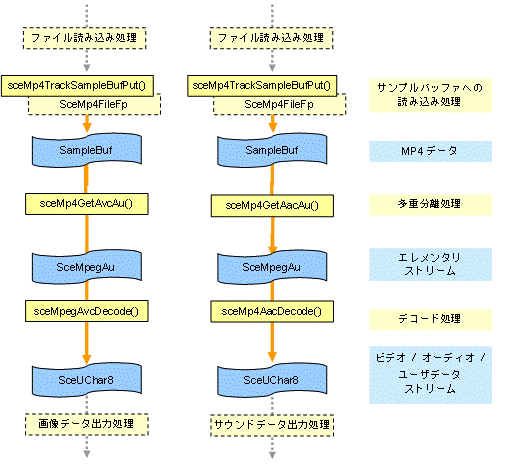 ファイル読み込み処理
ファイル読み込み処理
sceMp4TrackSampleBufPut()
sceMp4TrackSampleBufPut()
サンプルバッファへの
読み込み処理
SceMp4FileFp
SceMp4FileFp
SampleBuf
SampleBuf
MP4データ
sceMp4GetAvcAu()
sceMp4GetAacAu()
多重分離処理
SceMpegAu
SceMpegAu
エレメンタリ
ストリーム
sceMpegAvcDecode()
sceMp4AacDecode()
デコード処理
SceUChar8
SceUChar8
ビデオ / オーディオ /
ユーザデータ
ストリーム
画像データ出力処理
サウンドデータ出力処理